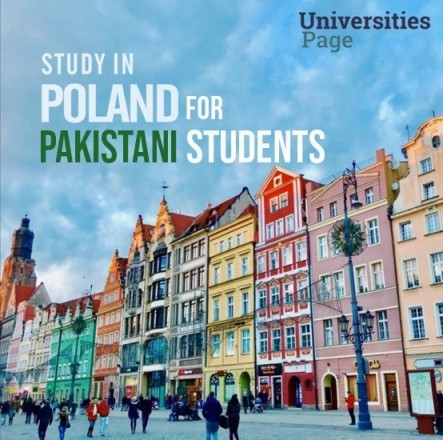 Universities
Page
STUDY IN
POLAND FOR
PAKISTANI STUDENTS